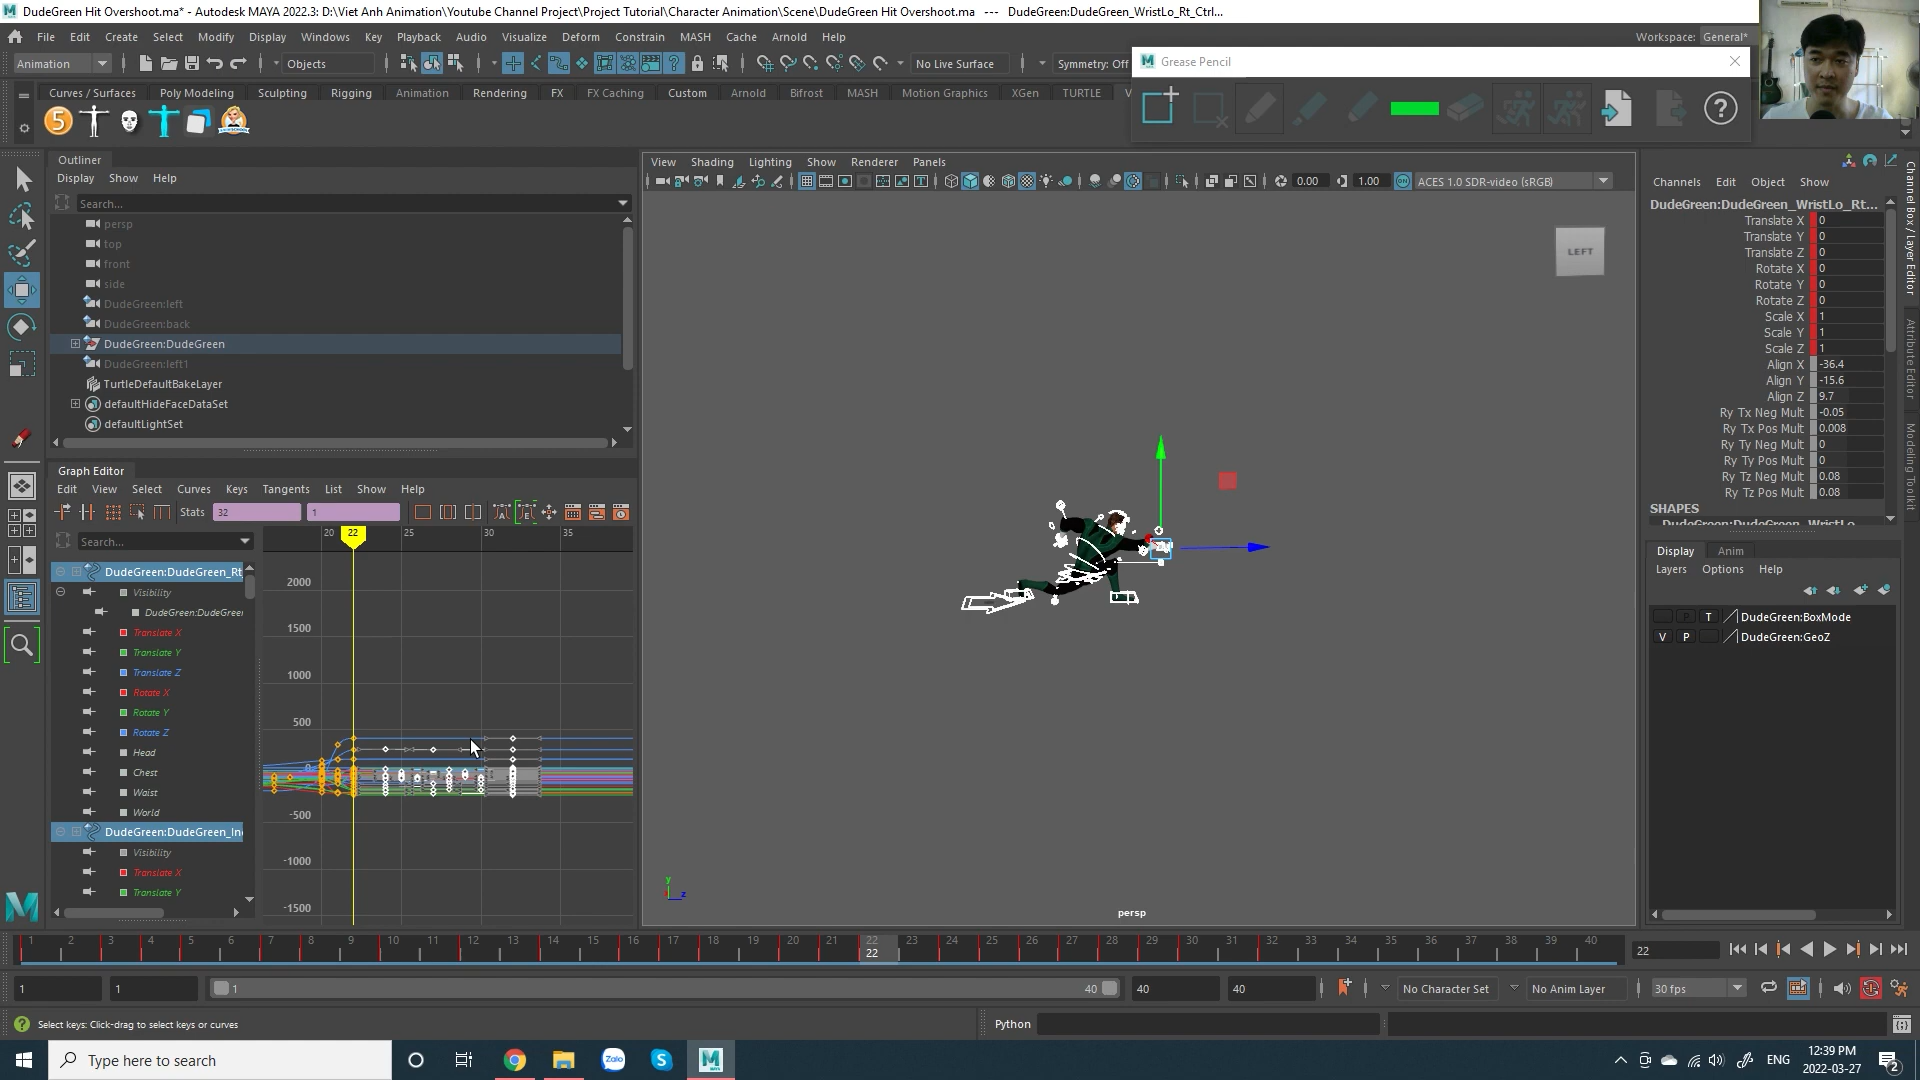 DudeGreen Hit Overshoot.ma* - Autodesk MAYA 2022.3: D:\Viet Anh Animation\Youtube Channel Project\Project Tutorial\Character Animation\Scene\DudeGreen Hit Overshoot.ma --- DudeGreen:DudeGreen_WristLo_Rt_Ctrl...
File Edit Create Select Modify Display Windows Key Playback Audio Visualize Deform Constrain MASH Cache Arnold Help
Workspace: General*
Animation
Objects
No Live Surface
Symmetry: Off
Grease Pencil
Curves / Surfaces Poly Modeling Sculpting Rigging Animation Rendering FX FX Caching Custom Arnold Bifrost MASH Motion Graphics XGen TURTLE
Outliner
Display Show Help
Search...
persp
top
front
side
DudeGreen:left
DudeGreen:back
DudeGreen:DudeGreen
DudeGreen:left1
TurtleDefaultBakeLayer
defaultHideFaceDataSet
defaultLightSet
Graph Editor
Edit View Select Curves Keys Tangents List Show Help
Stats 32 1
Search...
DudeGreen:DudeGreen_Rt
Visibility
DudeGreen:DudeGreen
Translate X
Translate Y
Translate Z
Rotate X
Rotate Y
Rotate Z
Head
Chest
Waist
World
DudeGreen:DudeGreen_In
Visibility
Translate X
Translate Y
20 22 25 30 35
2000
1500
1000
500
-500
-1000
-1500
View Shading Lighting Show Renderer Panels
0.00 1.00 ACES 1.0 SDR-video (sRGB)
LEFT
y
z
persp
Channels Edit Object Show
DudeGreen:DudeGreen_WristLo_Rt...
Translate X 0
Translate Y 0
Translate Z 0
Rotate X 0
Rotate Y 0
Rotate Z 0
Scale X 1
Scale Y 1
Scale Z 1
Align X -36.4
Align Y -15.6
Align Z 9.7
Ry Tx Neg Mult -0.05
Ry Tx Pos Mult 0.008
Ry Ty Neg Mult 0
Ry Ty Pos Mult 0
Ry Tz Neg Mult 0.08
Ry Tz Pos Mult 0.08
SHAPES
Display Anim
Layers Options Help
P T DudeGreen:BoxMode
V P DudeGreen:GeoZ
Channel Box / Layer Editor
Attribute Editor
Modeling Toolkit
1 2 3 4 5 6 7 8 9 10 11 12 13 14 15 16 17 18 19 20 21 22 23 24 25 26 27 28 29 30 31 32 33 34 35 36 37 38 39 40
22
22
1 1 1 40 40 40
No Character Set
No Anim Layer
30 fps
Select keys: Click-drag to select keys or curves
Python
Type here to search
Zalo
ENG
12:39 PM
2022-03-27
2